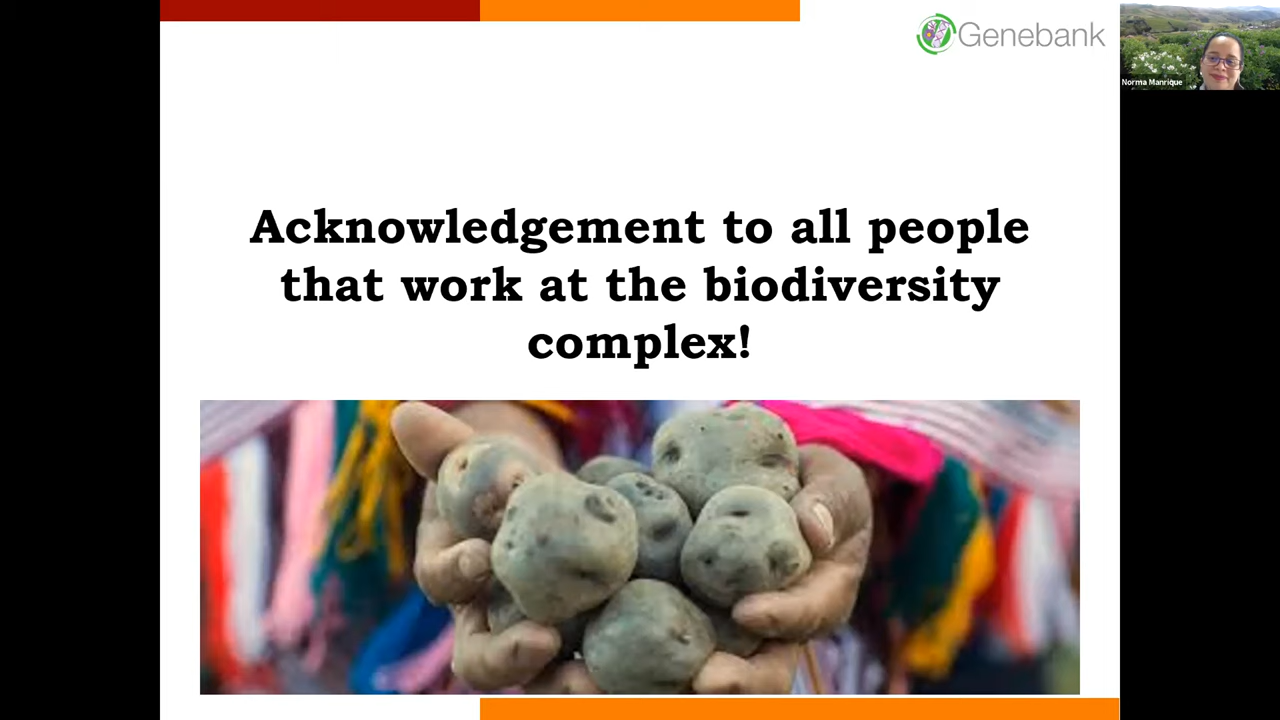 Genebank
Norma Manrique
Acknowledgement to all people
that work at the biodiversity
complex!